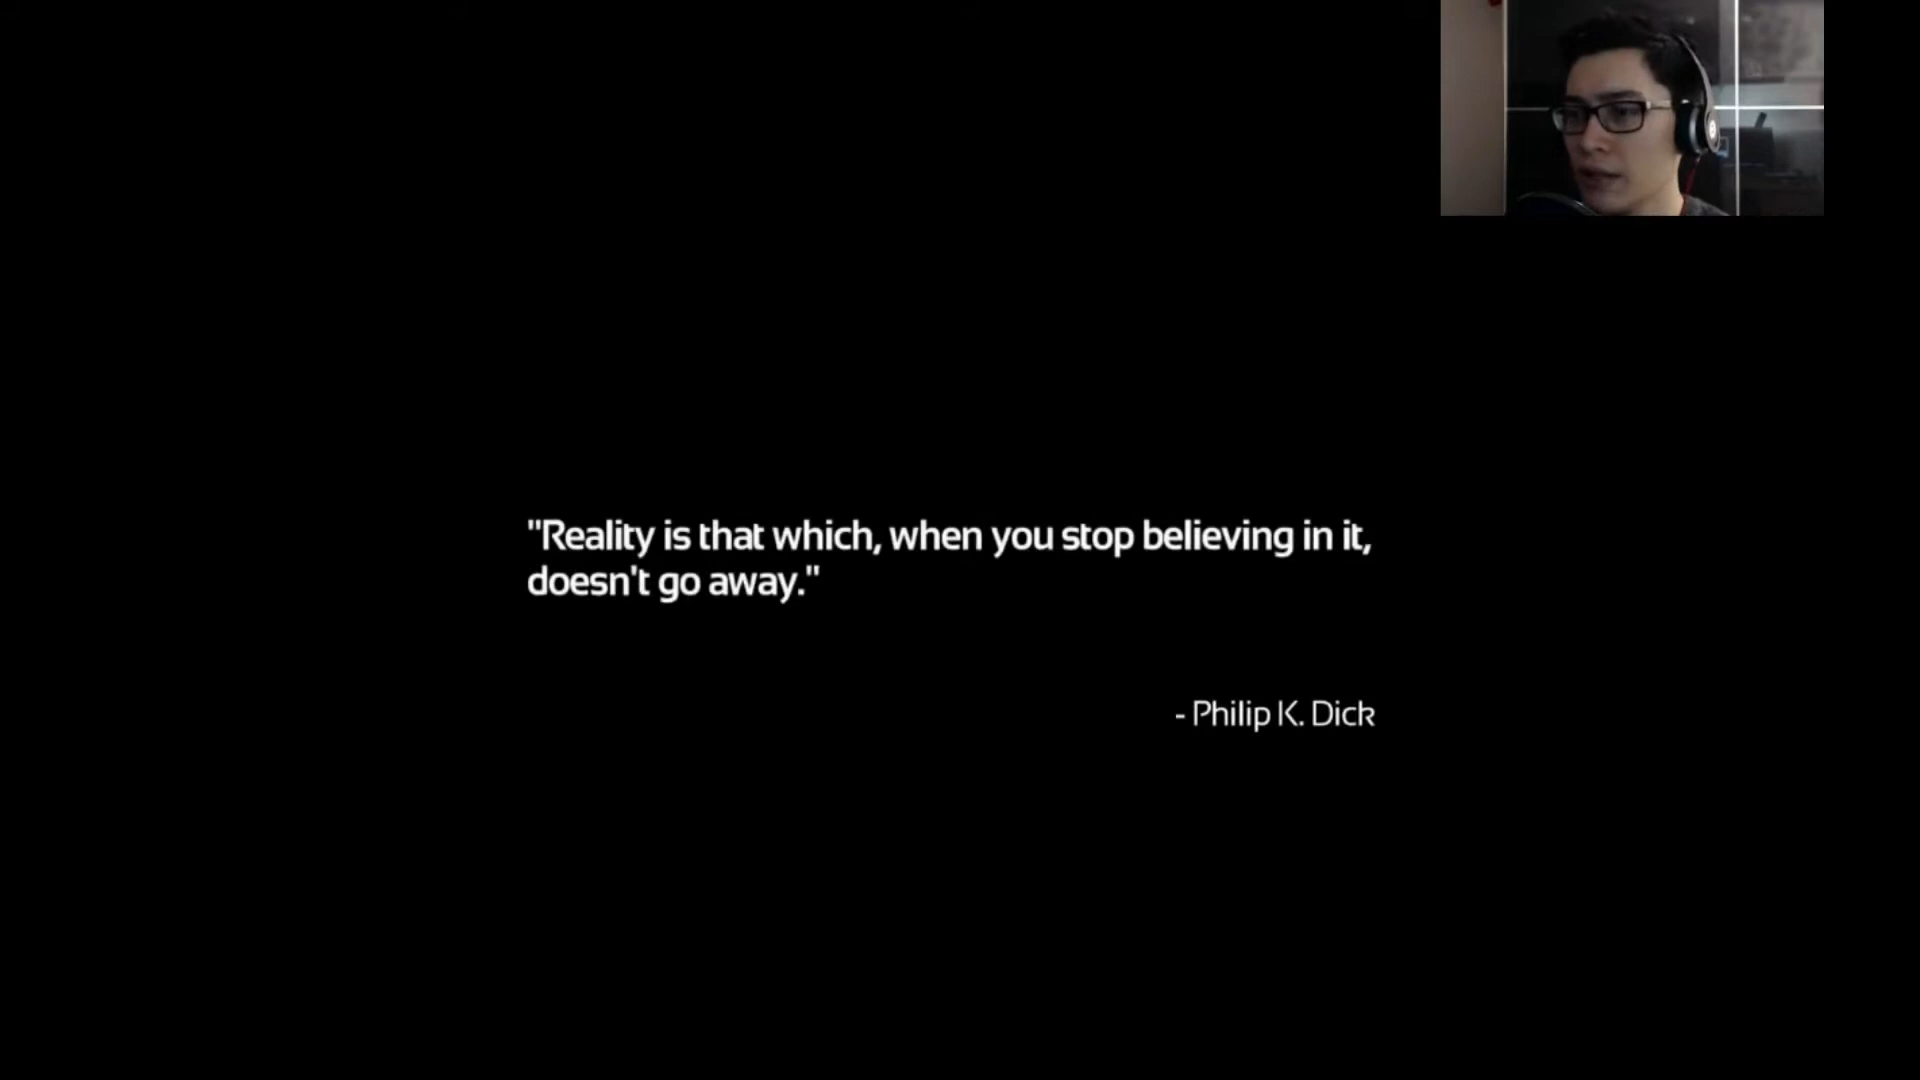 "Reality is that which, when you stop believing in it,
doesn't go away."
- Philip K. Dick